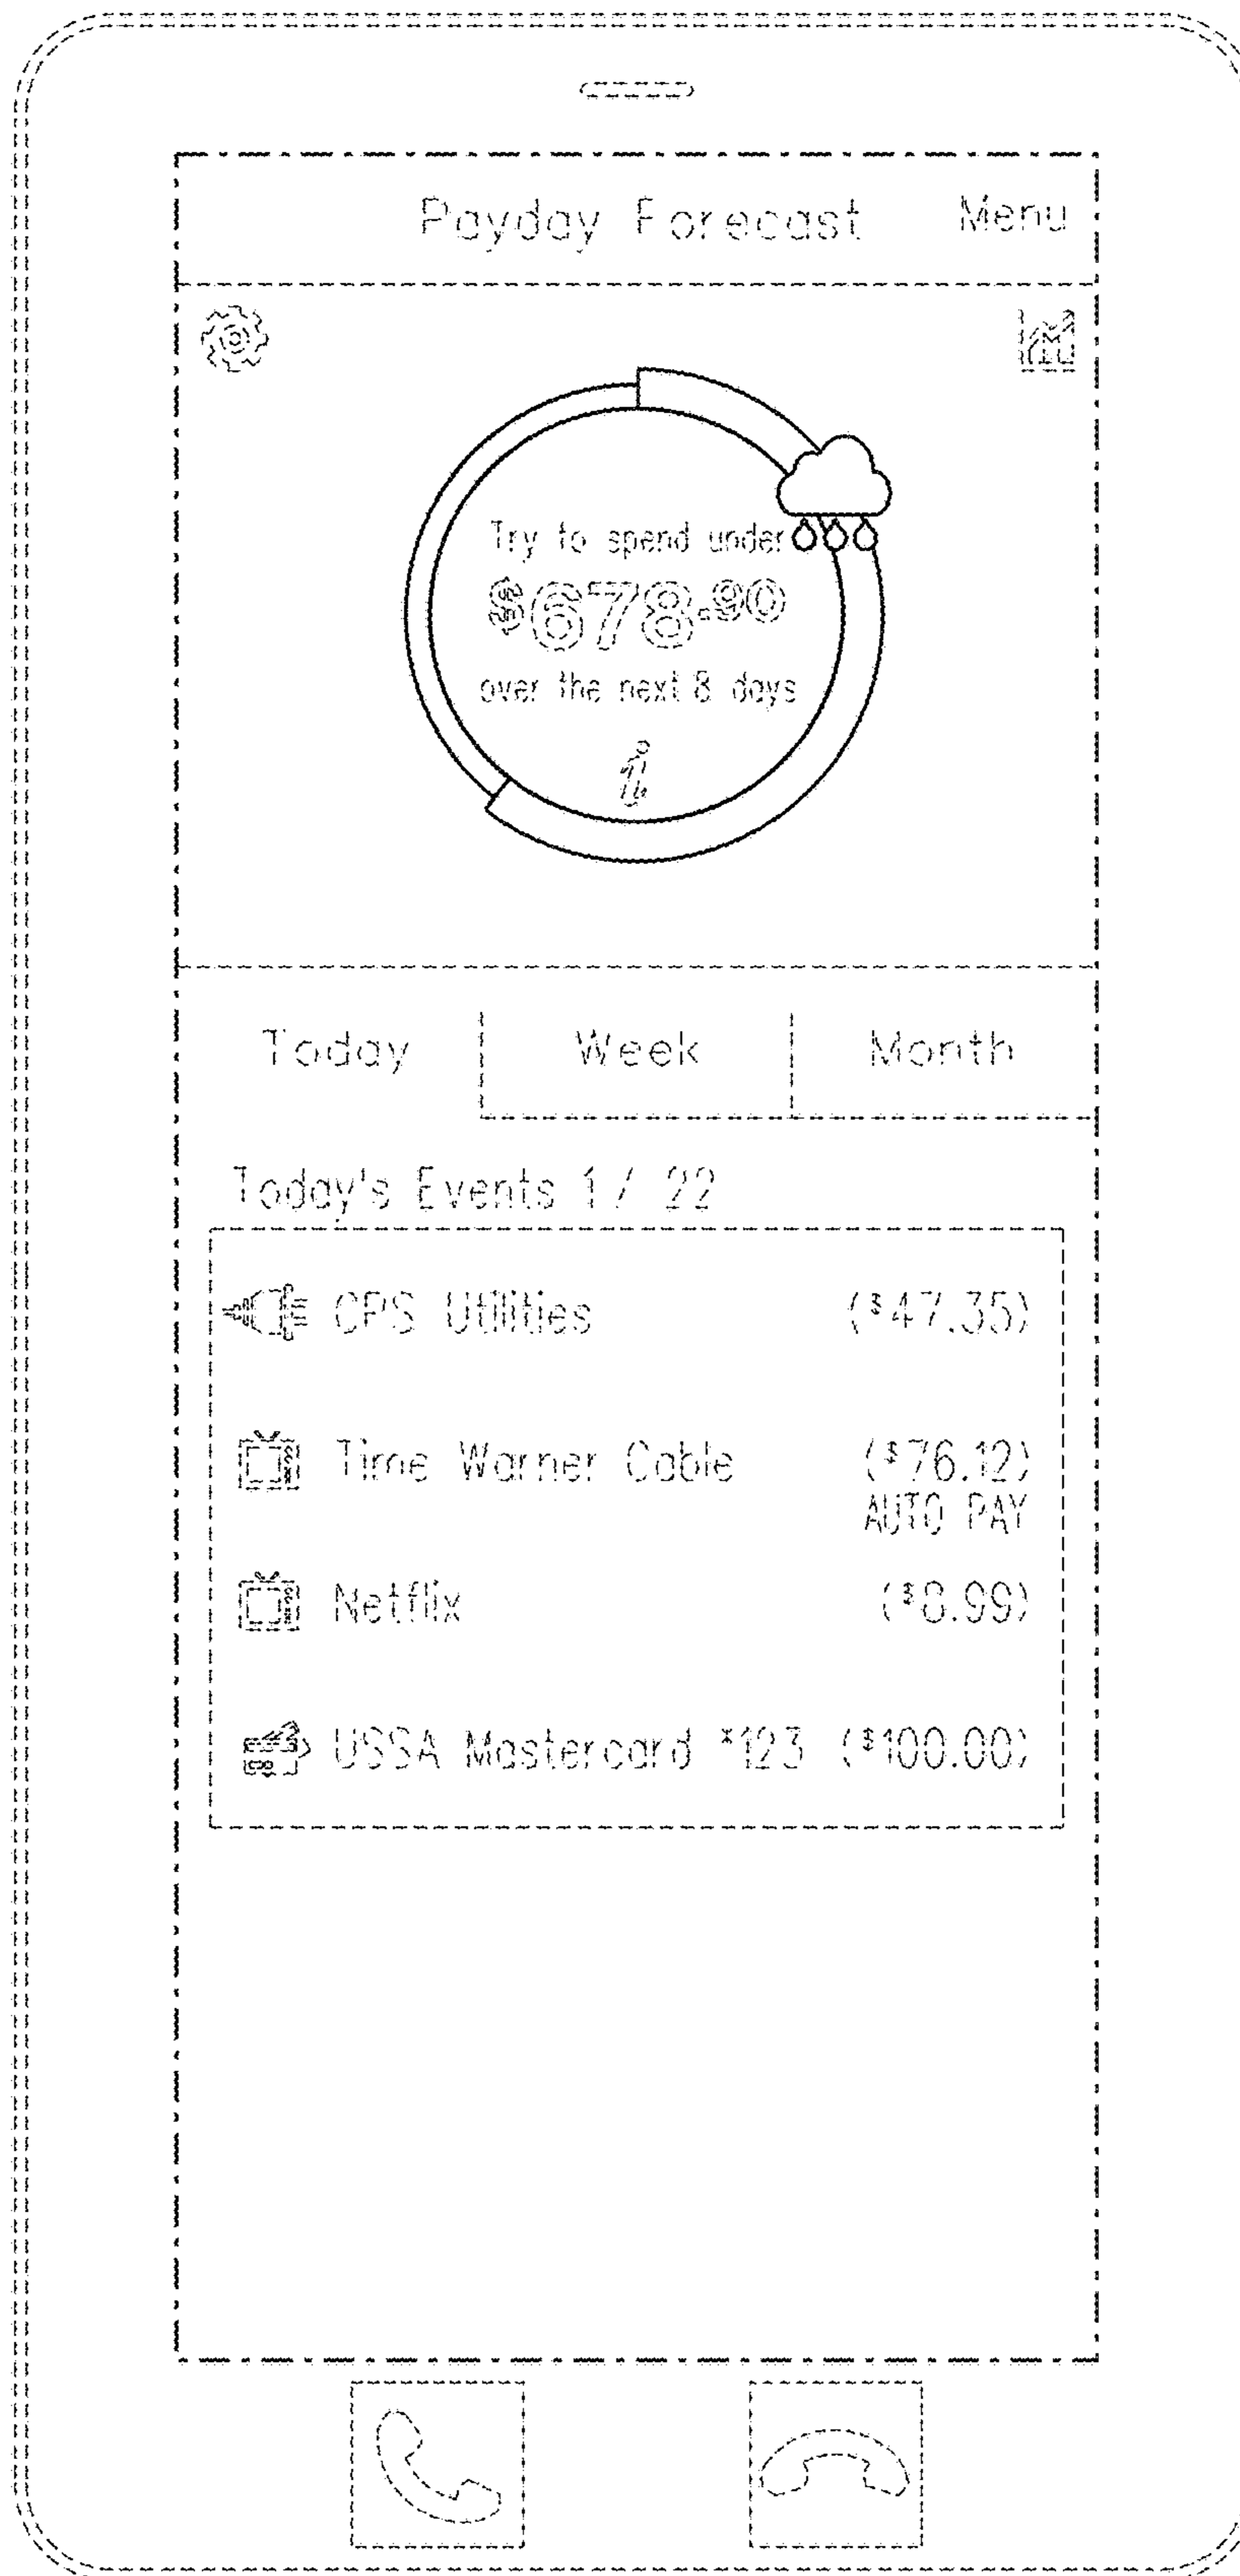 Payday Forecast Menu
Try to spend under
$678.90
over the next 8 days
i
Today Week Month
Today's Events 1 / 22
CPS Utilities ($47.35)
Time Warner Cable ($76.12)
AUTO PAY
Netflix ($8.99)
USSA Mastercard *123 ($100.00)